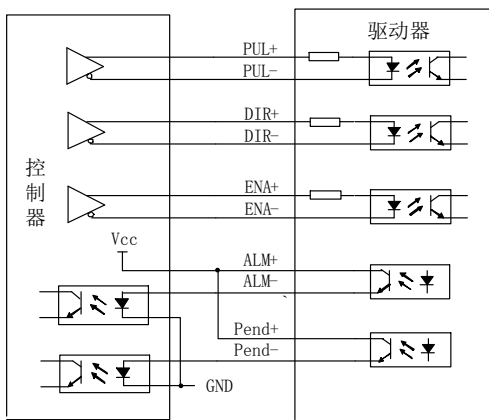 驱动器
PUL+
PUL-
DIR+
DIR-
控制器
ENA+
ENA-
Vcc
ALM+
ALM-
Pend+
Pend-
GND